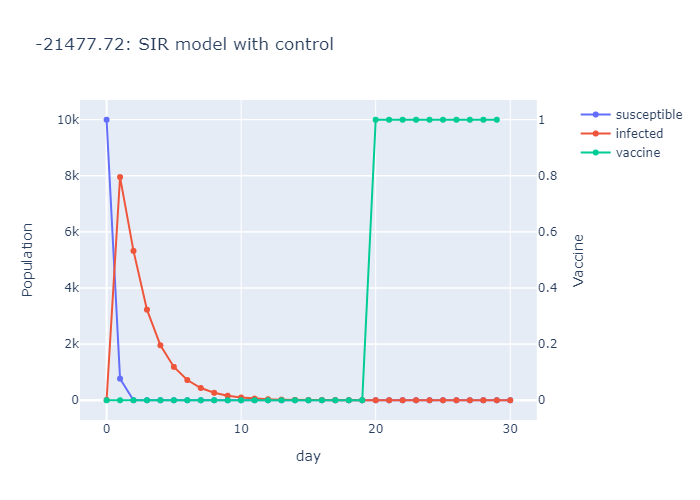 -21477.72: SIR model with control
10k
8k
6k
4k
2k
0
Population
1
0.8
0.6
0.4
0.2
0
Vaccine
0
10
20
30
day
susceptible
infected
vaccine